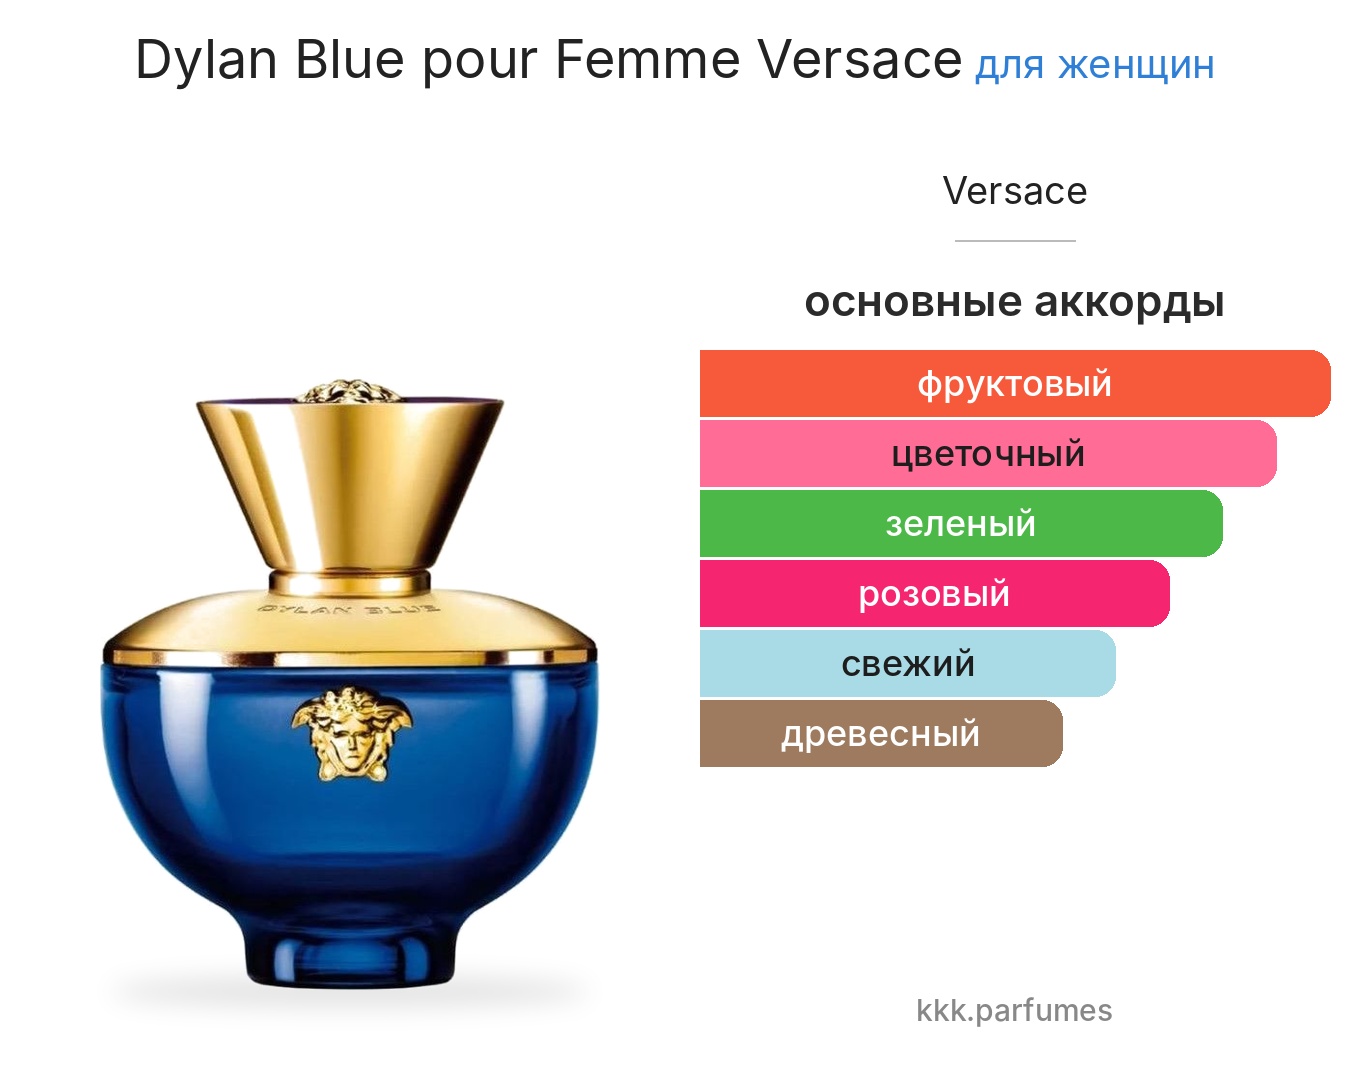 Dylan Blue pour Femme Versace для женщин
Versace
основные аккорды
фруктовый
цветочный
зеленый
розовый
свежий
древесный
DYLAN BLUE
kkk.parfumes